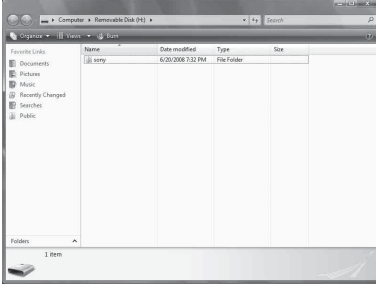 Computer ▸ Removable Disk (H:) ▸
Search
Organize ▾ Views ▾ Burn
Favorite Links
Documents
Pictures
Music
Recently Changed
Searches
Public
Folders
Name Date modified Type Size
sony 6/20/2008 7:32 PM File Folder
1 item